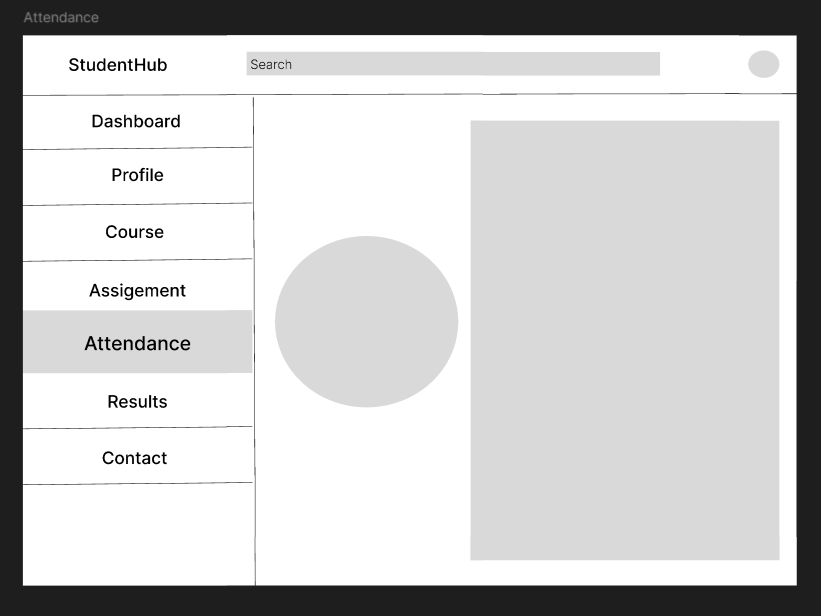 Attendance
StudentHub
Search
Dashboard
Profile
Course
Assigement
Attendance
Results
Contact